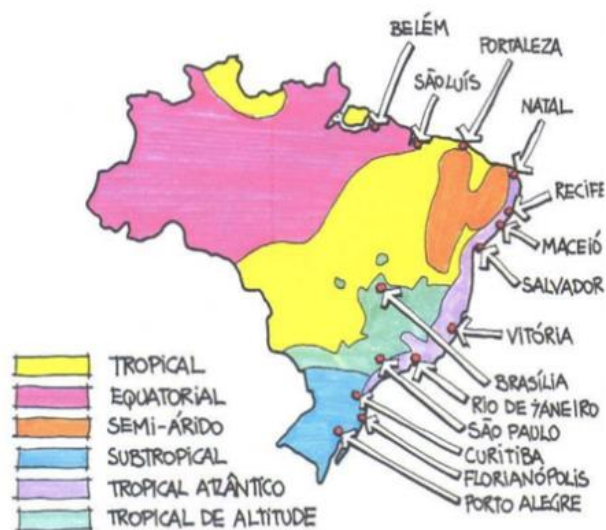 BELÉM
FORTALEZA
SÃO LUÍS
NATAL
RECIFE
MACEIÓ
SALVADOR
VITÓRIA
BRASÍLIA
RIO DE JANEIRO
SÃO PAULO
CURITIBA
FLORIANÓPOLIS
PORTO ALEGRE
TROPICAL
EQUATORIAL
SEMI-ÁRIDO
SUBTROPICAL
TROPICAL ATLÂNTICO
TROPICAL DE ALTITUDE